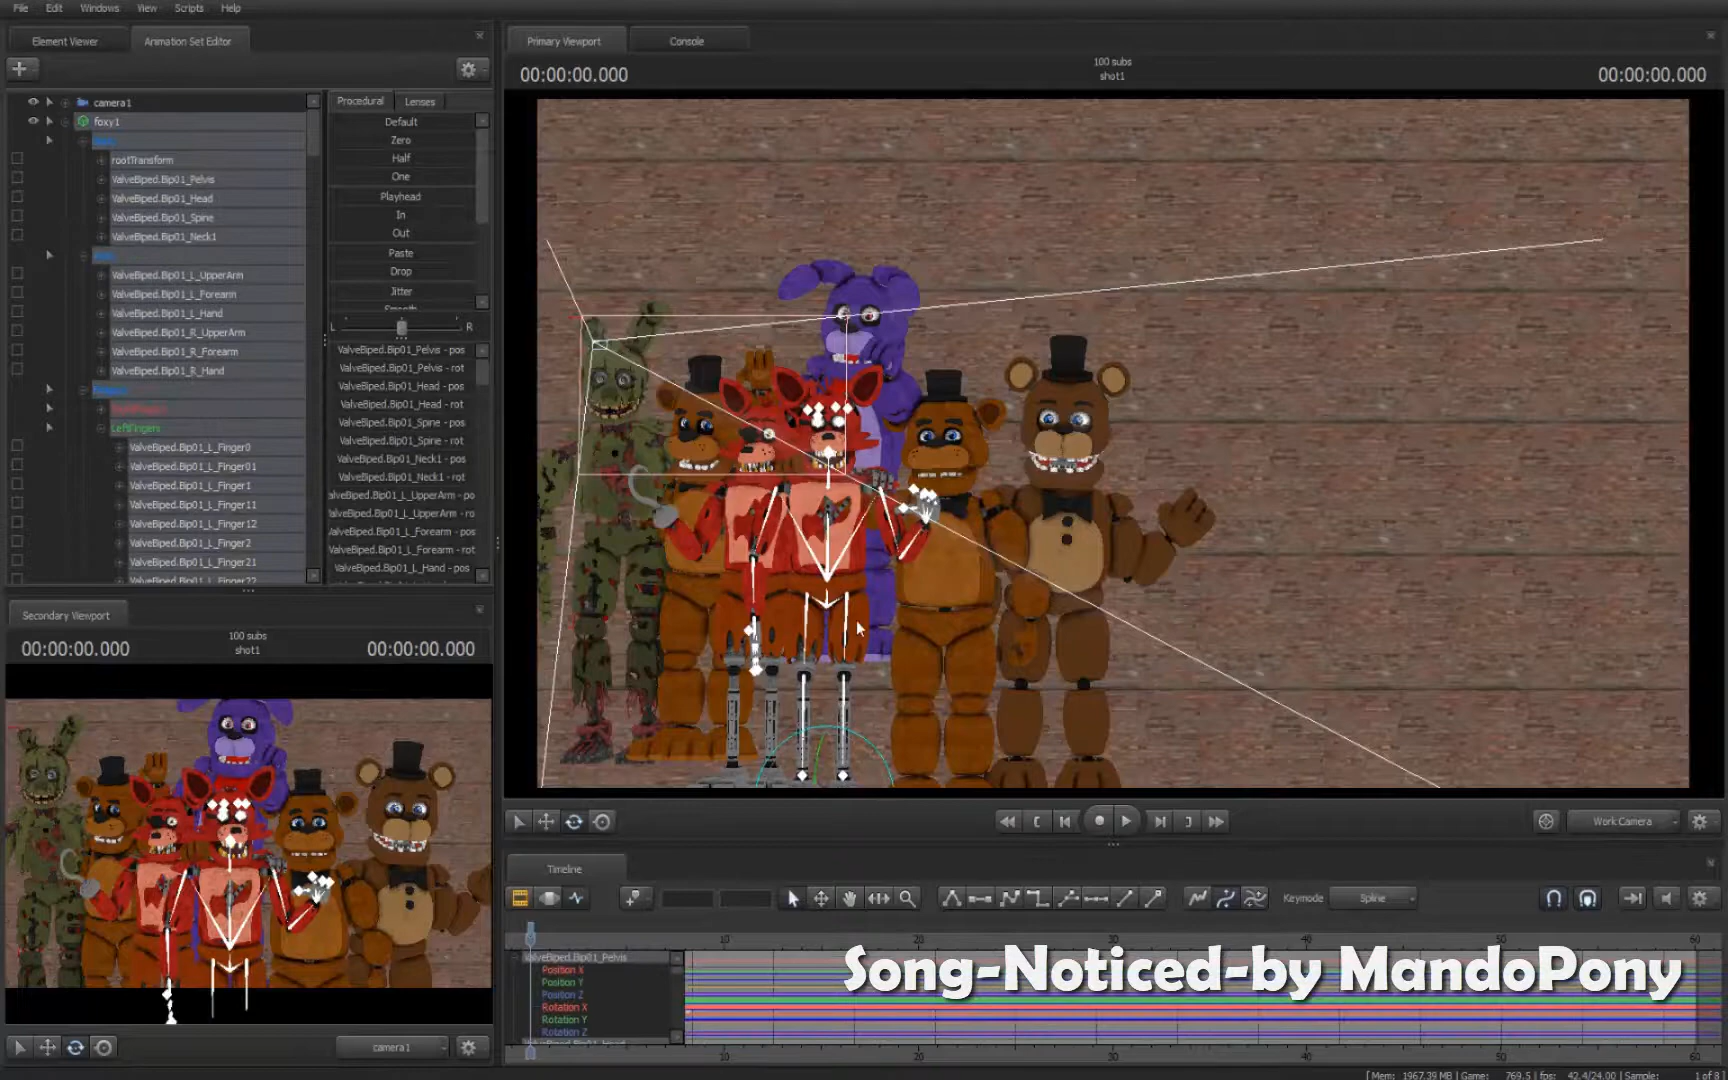 File Edit Windows View Scripts Help
Element Viewer Animation Set Editor
camera1
foxy1
rootTransform
ValveBiped.Bip01_Pelvis
ValveBiped.Bip01_Head
ValveBiped.Bip01_Spine
ValveBiped.Bip01_Neck1
ValveBiped.Bip01_L_UpperArm
ValveBiped.Bip01_L_Forearm
ValveBiped.Bip01_L_Hand
ValveBiped.Bip01_R_UpperArm
ValveBiped.Bip01_R_Forearm
ValveBiped.Bip01_R_Hand
LeftFingers
ValveBiped.Bip01_L_Finger0
ValveBiped.Bip01_L_Finger01
ValveBiped.Bip01_L_Finger1
ValveBiped.Bip01_L_Finger11
ValveBiped.Bip01_L_Finger12
ValveBiped.Bip01_L_Finger2
ValveBiped.Bip01_L_Finger21
ValveBiped.Bip01_L_Finger22
Procedural Lenses
Default
Zero
Half
One
Playhead
In
Out
Paste
Drop
Jitter
Smooth
L R
ValveBiped.Bip01_Pelvis - pos
ValveBiped.Bip01_Pelvis - rot
ValveBiped.Bip01_Head - pos
ValveBiped.Bip01_Head - rot
ValveBiped.Bip01_Spine - pos
ValveBiped.Bip01_Spine - rot
ValveBiped.Bip01_Neck1 - pos
ValveBiped.Bip01_Neck1 - rot
alveBiped.Bip01_L_UpperArm - po
alveBiped.Bip01_L_UpperArm - ro
ValveBiped.Bip01_L_Forearm - pos
ValveBiped.Bip01_L_Forearm - rot
ValveBiped.Bip01_L_Hand - pos
Primary Viewport Console
00:00:00.000
100 subs
shot1
00:00:00.000
Secondary Viewport
00:00:00.000
100 subs
shot1
00:00:00.000
camera1
Work Camera
Timeline
Keymode Spline
10 20 30 40 50 60
ValveBiped.Bip01_Pelvis
Position X
Position Y
Position Z
Rotation X
Rotation Y
Rotation Z
Song-Noticed-by MandoPony
10 20 30 40 50 60
[ Mem: 1967.39 MB | Game: 769.5 | fps: 42.4/24.00 | Sample: 1 of 8 ]